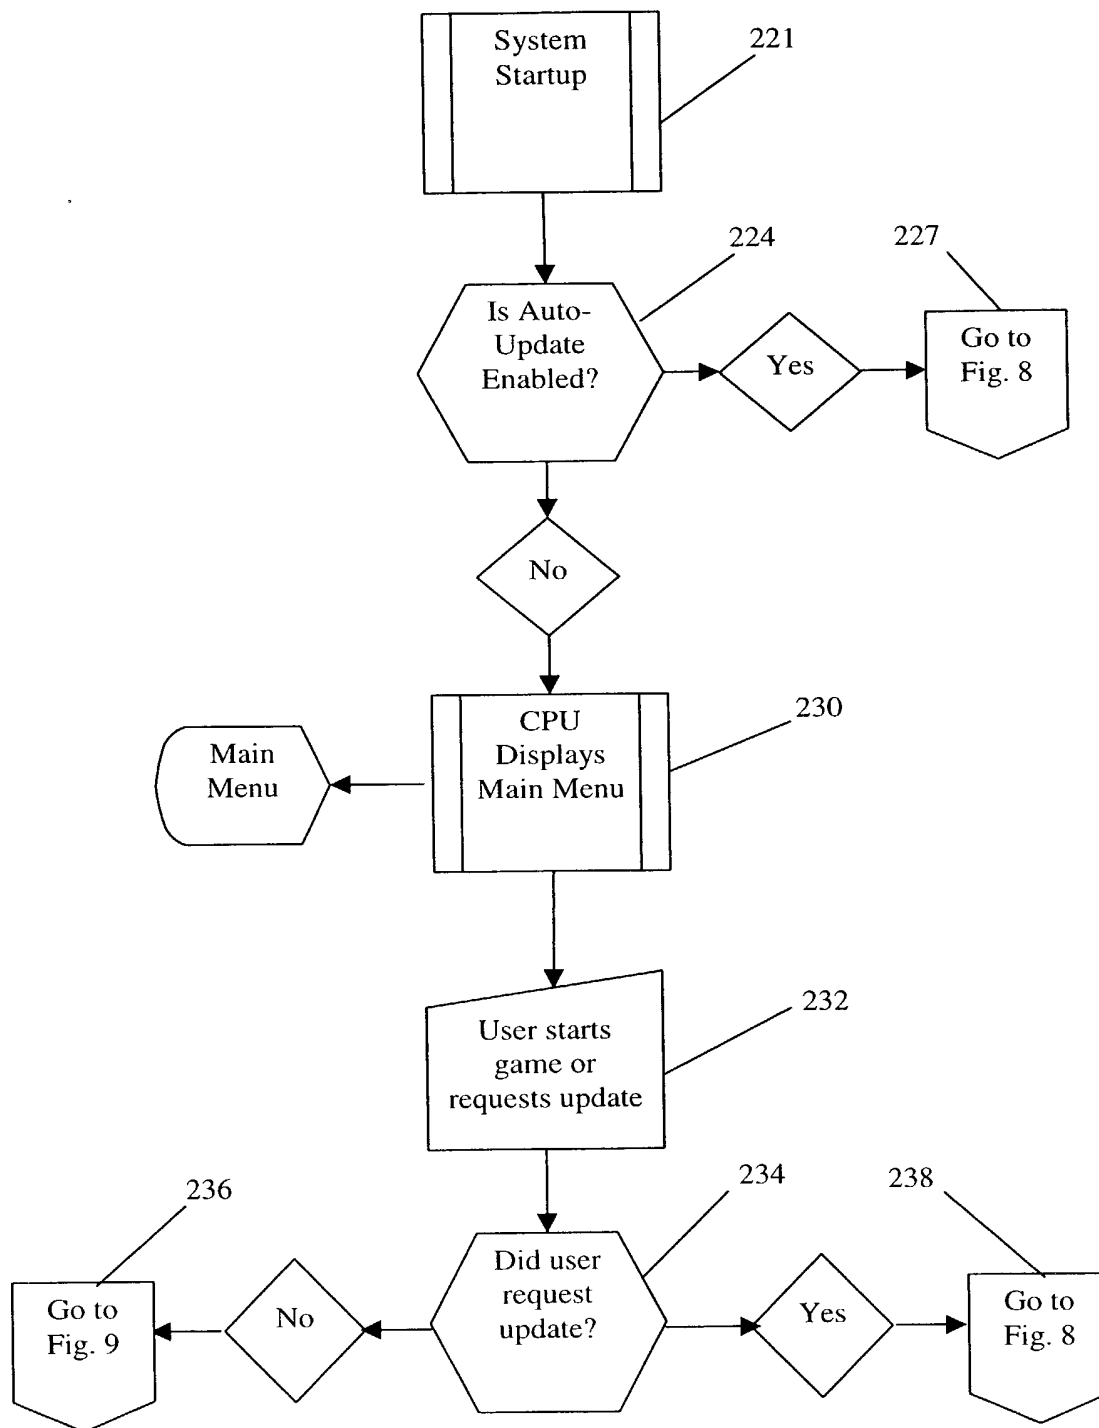 System
Startup
221
224
227
Is Auto-
Update
Enabled?
Yes
Go to
Fig. 8
No
CPU
Displays
Main Menu
230
Main
Menu
User starts
game or
requests update
232
234
236
238
Did user
request
update?
No
Go to
Fig. 9
Yes
Go to
Fig. 8